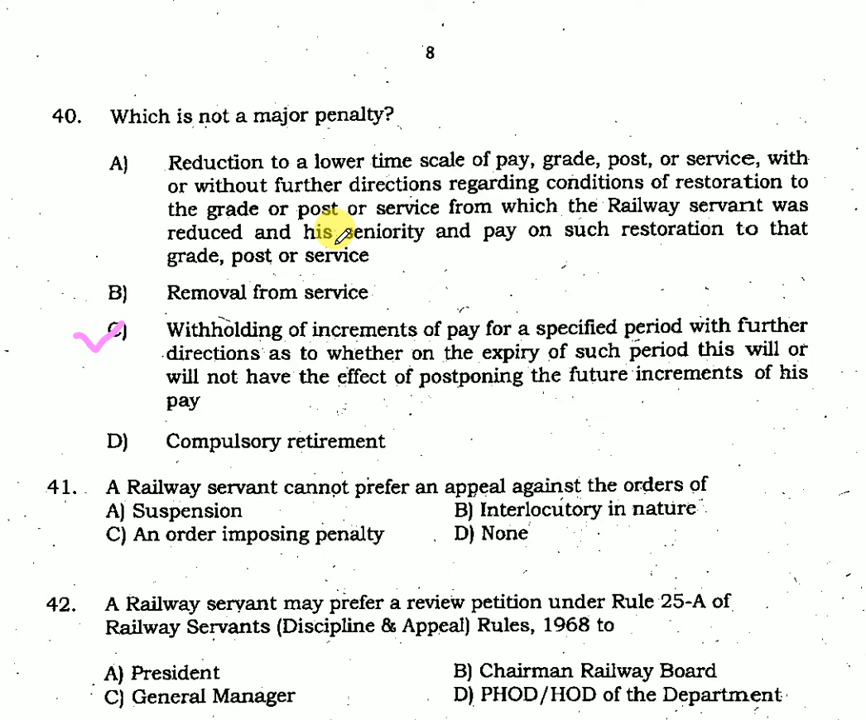 8
40. Which is not a major penalty?
A) Reduction to a lower time scale of pay, grade, post, or service, with
or without further directions regarding conditions of restoration to
the grade or post or service from which the Railway servant was
reduced and his seniority and pay on such restoration to that
grade, post or service
B) Removal from service
C) Withholding of increments of pay for a specified period with further
directions as to whether on the expiry of such period this will or
will not have the effect of postponing the future increments of his
pay
D) Compulsory retirement
41. A Railway servant cannot prefer an appeal against the orders of
A) Suspension B) Interlocutory in nature
C) An order imposing penalty D) None
42. A Railway servant may prefer a review petition under Rule 25-A of
Railway Servants (Discipline & Appeal) Rules, 1968 to
A) President B) Chairman Railway Board
C) General Manager D) PHOD/HOD of the Department